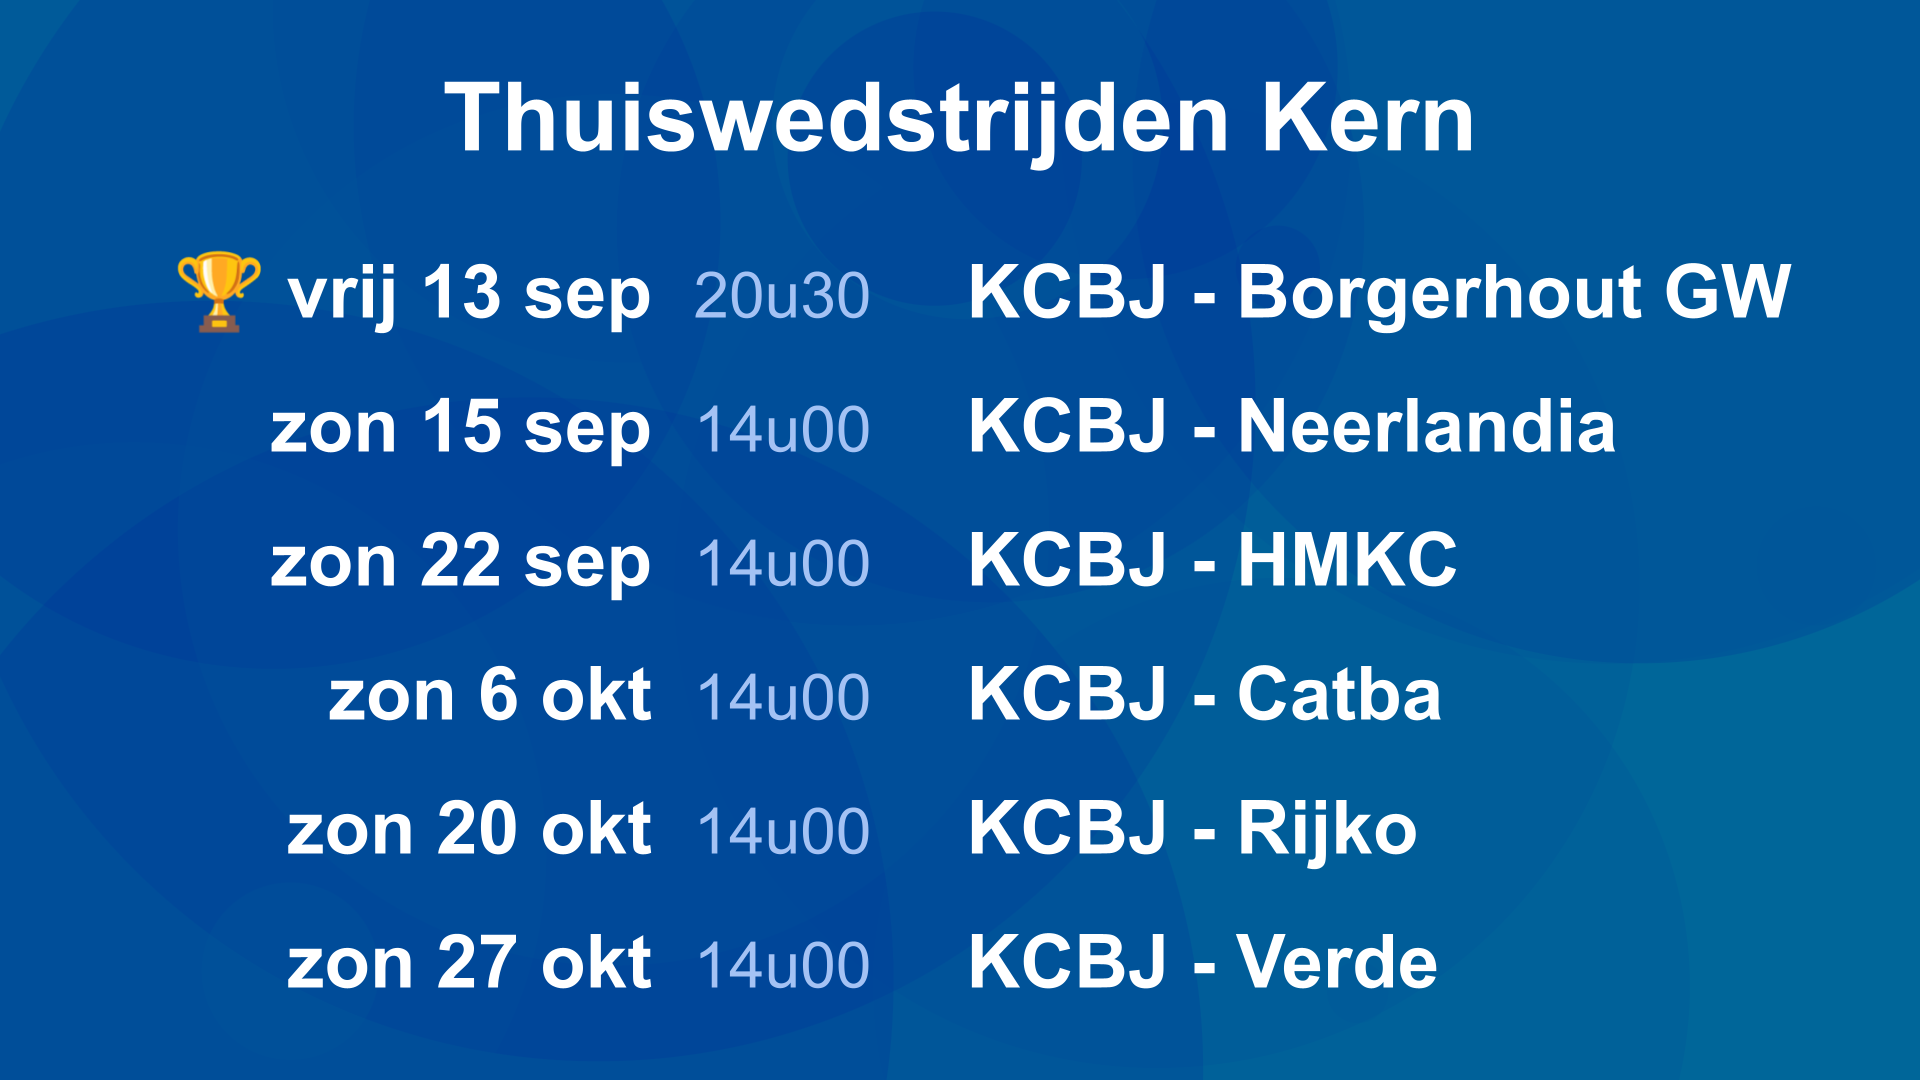 Thuiswedstrijden Kern
🏆 vrij 13 sep 20u30 KCBJ - Borgerhout GW
zon 15 sep 14u00 KCBJ - Neerlandia
zon 22 sep 14u00 KCBJ - HMKC
zon 6 okt 14u00 KCBJ - Catba
zon 20 okt 14u00 KCBJ - Rijko
zon 27 okt 14u00 KCBJ - Verde